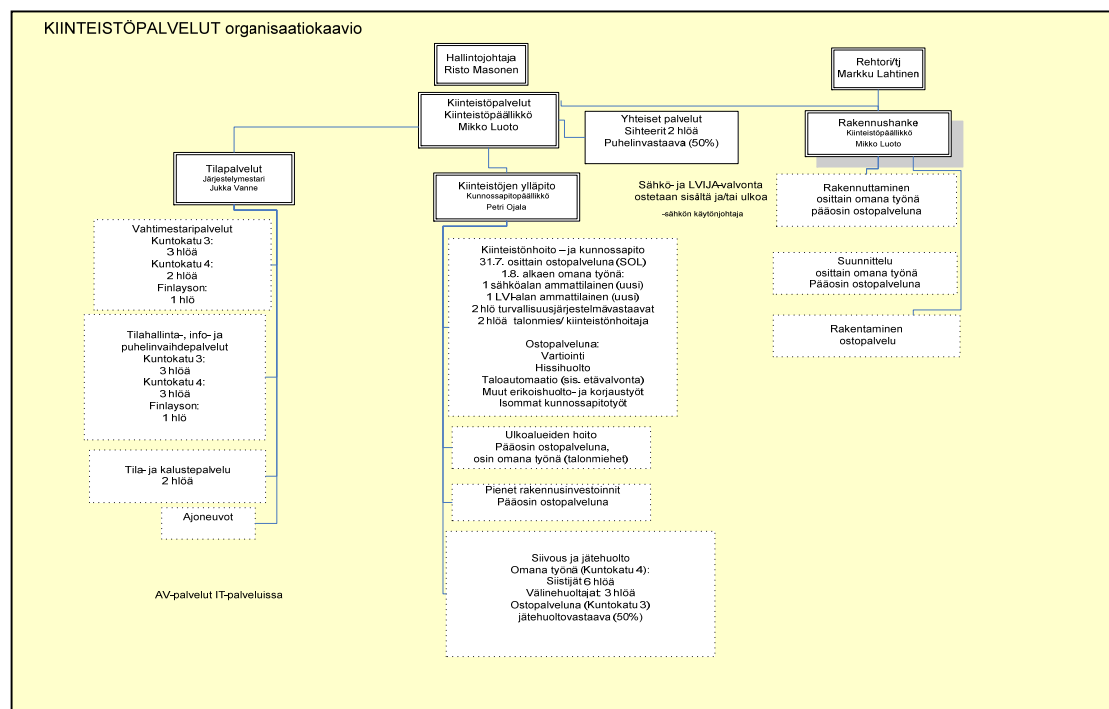 KIINTEISTÖPALVELUT organisaatiokaavio
Hallintojohtaja
Risto Masonen
Rehtori/tj
Markku Lahtinen
Kiinteistöpalvelut
Kiinteistöpäällikkö
Mikko Luoto
Yhteiset palvelut
Sihteerit 2 hlöä
Puhelinvastaava (50%)
Rakennushanke
Kiinteistöpäällikkö
Mikko Luoto
Tilapalvelut
Järjestelymestari
Jukka Vanne
Kiinteistöjen ylläpito
Kunnossapitopäällikkö
Petri Ojala
Sähkö- ja LVIJA-valvonta
ostetaan sisältä ja/tai ulkoa
-sähkön käytönjohtaja
Rakennuttaminen
osittain omana työnä
pääosin ostopalveluna
Suunnittelu
osittain omana työnä
Pääosin ostopalveluna
Rakentaminen
ostopalvelu
Vahtimestaripalvelut
Kuntokatu 3:
3 hlöä
Kuntokatu 4:
2 hlöä
Finlayson:
1 hlö
Tilahallinta-, info- ja
puhelinvaihdepalvelut
Kuntokatu 3:
3 hlöä
Kuntokatu 4:
3 hlöä
Finlayson:
1 hlö
Tila- ja kalustepalvelu
2 hlöä
Ajoneuvot
AV-palvelut IT-palveluissa
Kiinteistönhoito – ja kunnossapito
31.7. osittain ostopalveluna (SOL)
1.8. alkaen omana työnä:
1 sähköalan ammattilainen (uusi)
1 LVI-alan ammattilainen (uusi)
2 hlö turvallisuusjärjestelmävastaavat
2 hlöä talonmies/ kiinteistönhoitaja
Ostopalveluna:
Vartiointi
Hissihuolto
Taloautomaatio (sis. etävalvonta)
Muut erikoishuolto- ja korjaustyöt
Isommat kunnossapitotyöt
Ulkoalueiden hoito
Pääosin ostopalveluna,
osin omana työnä (talonmiehet)
Pienet rakennusinvestoinnit
Pääosin ostopalveluna
Siivous ja jätehuolto
Omana työnä (Kuntokatu 4):
Siistijät 6 hlöä
Välinehuoltajat: 3 hlöä
Ostopalveluna (Kuntokatu 3)
jätehuoltovastaava (50%)